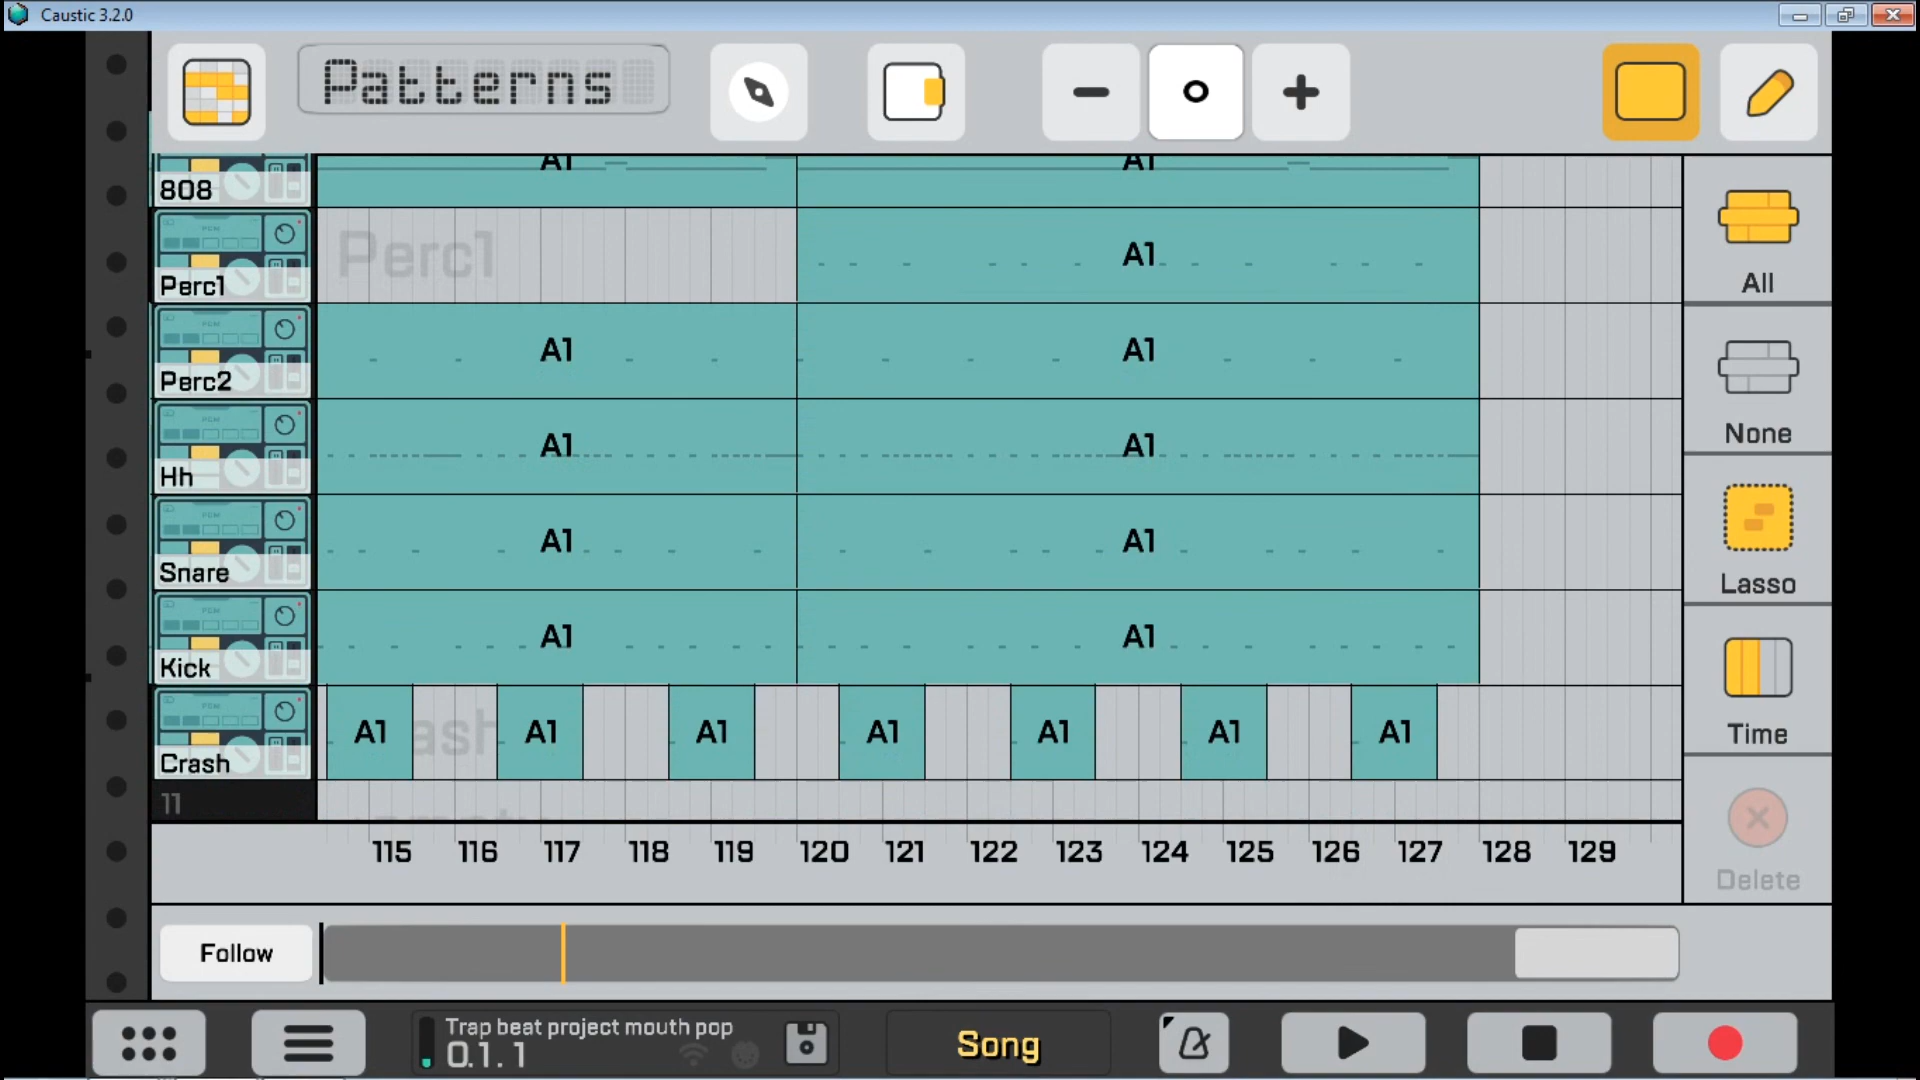 Caustic 3.2.0
Patterns
808
A1
A1
Perc1
Perc1
A1
All
Perc2
A1
A1
Hh
A1
A1
None
Snare
A1
A1
Lasso
Kick
A1
A1
Crash
A1
A1
A1
A1
A1
A1
A1
Time
11
115 116 117 118 119 120 121 122 123 124 125 126 127 128 129
Delete
Follow
Trap beat project mouth pop
0.1. 1
Song